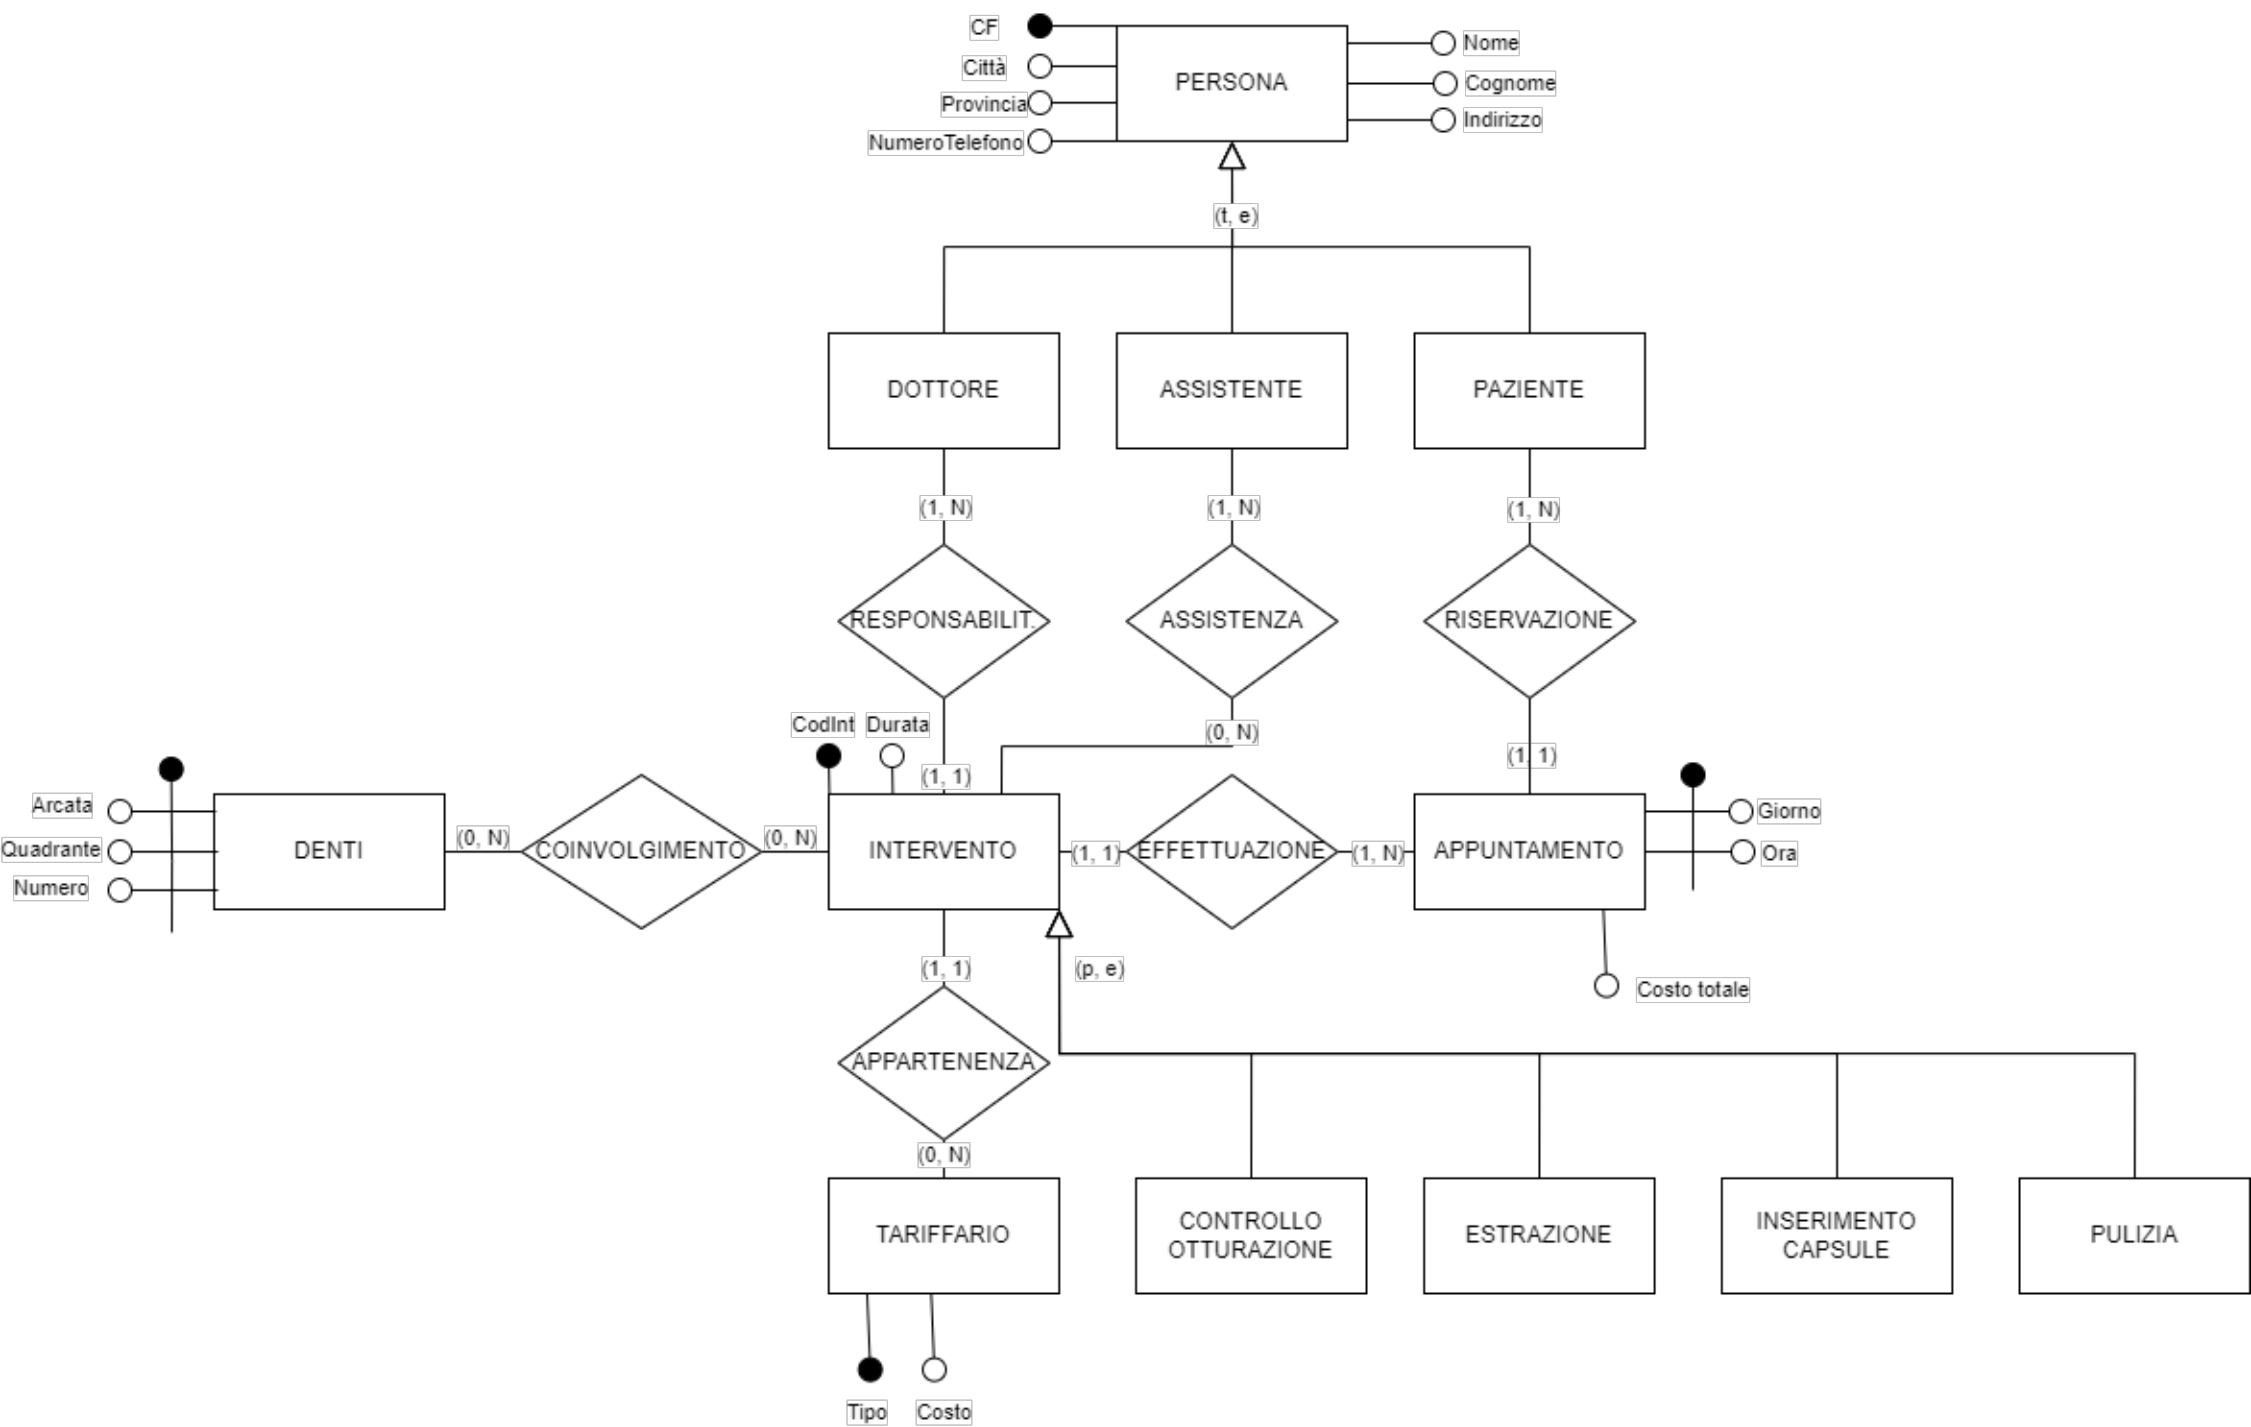 CF
Nome
Città
PERSONA
Cognome
Provincia
Indirizzo
NumeroTelefono
(t, e)
DOTTORE
ASSISTENTE
PAZIENTE
(1, N)
(1, N)
(1, N)
RESPONSABILIT.
ASSISTENZA
RISERVAZIONE
CodInt
Durata
(0, N)
(1, 1)
(1, 1)
Arcata
Giorno
Quadrante
DENTI
(0, N)
COINVOLGIMENTO
(0, N)
INTERVENTO
(1, 1)
EFFETTUAZIONE
(1, N)
APPUNTAMENTO
Ora
Numero
(1, 1)
(p, e)
Costo totale
APPARTENENZA
(0, N)
TARIFFARIO
CONTROLLO
OTTURAZIONE
ESTRAZIONE
INSERIMENTO
CAPSULE
PULIZIA
Tipo
Costo